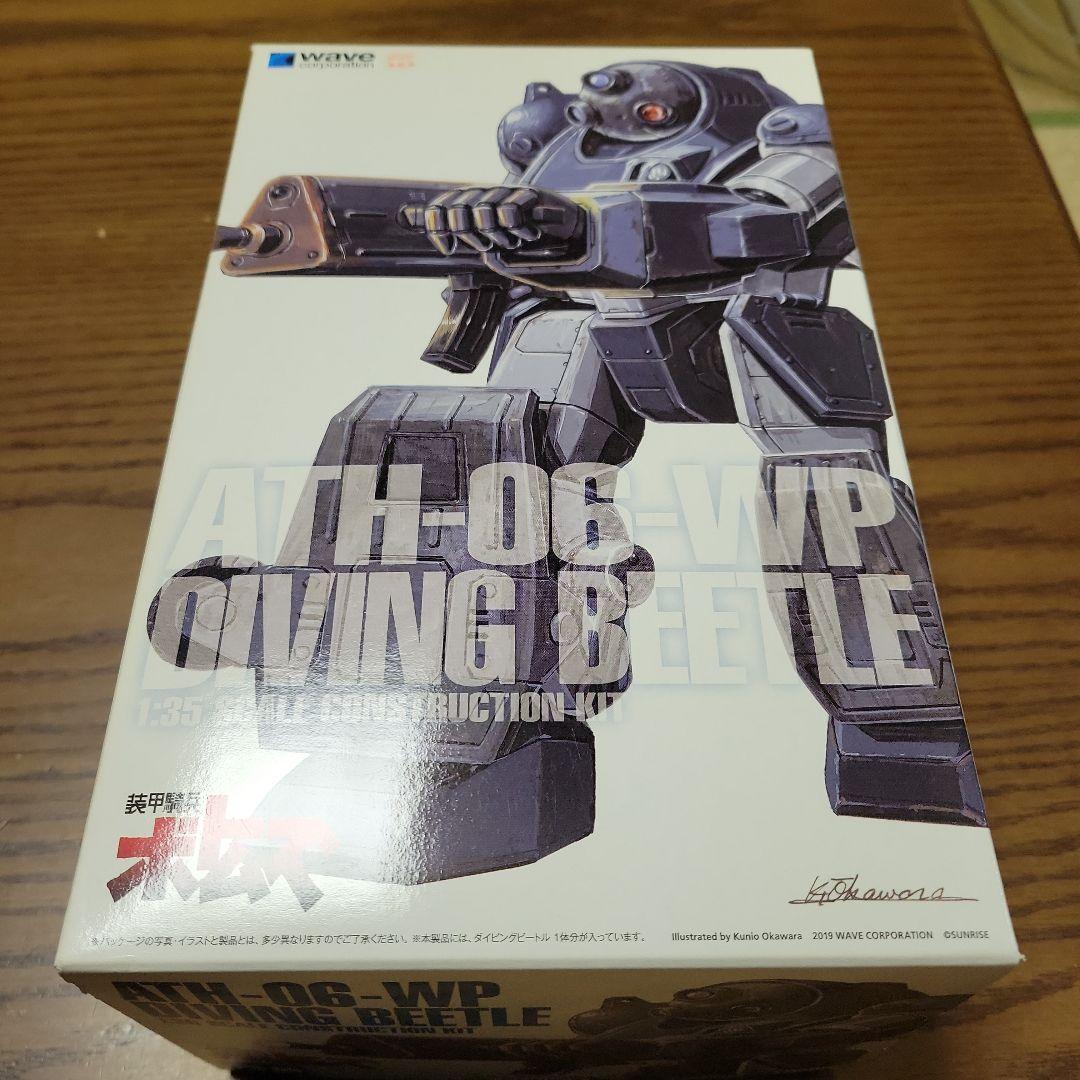 wave
corporation
ATH-06-WP
DIVING BEETLE
1:35 SCALE CONSTRUCTION KIT
装甲騎兵
ボトムズ
K.Okawara
※パッケージの写真・イラストと製品とは、多少異なりますのでご了承ください。※本製品には、ダイビングビートル 1体分が入っています。
Illustrated by Kunio Okawara 2019 WAVE CORPORATION ©SUNRISE
ATH-06-WP
DIVING BEETLE
SCALE CONSTRUCTION KIT